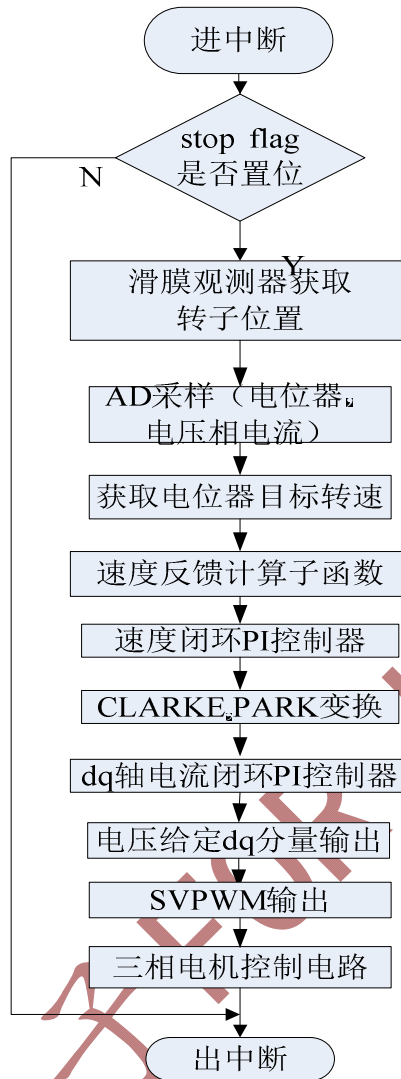 进中断
stop flag
是否置位
N
Y
滑膜观测器获取
转子位置
AD采样（电位器、
电压相电流）
获取电位器目标转速
速度反馈计算子函数
速度闭环PI控制器
CLARKE、PARK变换
dq轴电流闭环PI控制器
电压给定dq分量输出
SVPWM输出
三相电机控制电路
出中断
子 FOR